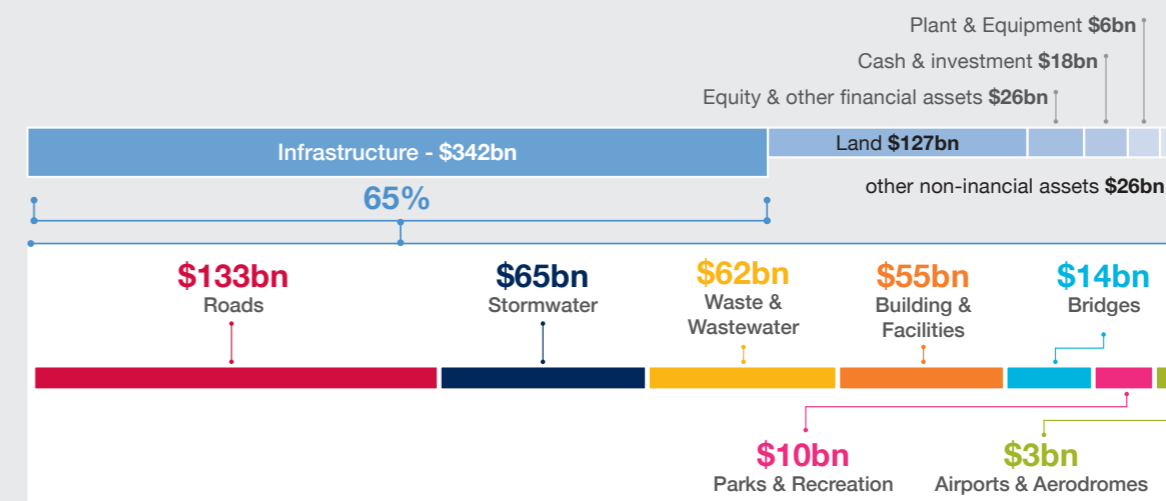 Plant & Equipment $6bn
Cash & investment $18bn
Equity & other financial assets $26bn
Infrastructure - $342bn
Land $127bn
other non-inancial assets $26bn
65%
$133bn
Roads
$65bn
Stormwater
$62bn
Waste &
Wastewater
$55bn
Building &
Facilities
$14bn
Bridges
$10bn
Parks & Recreation
$3bn
Airports & Aerodromes